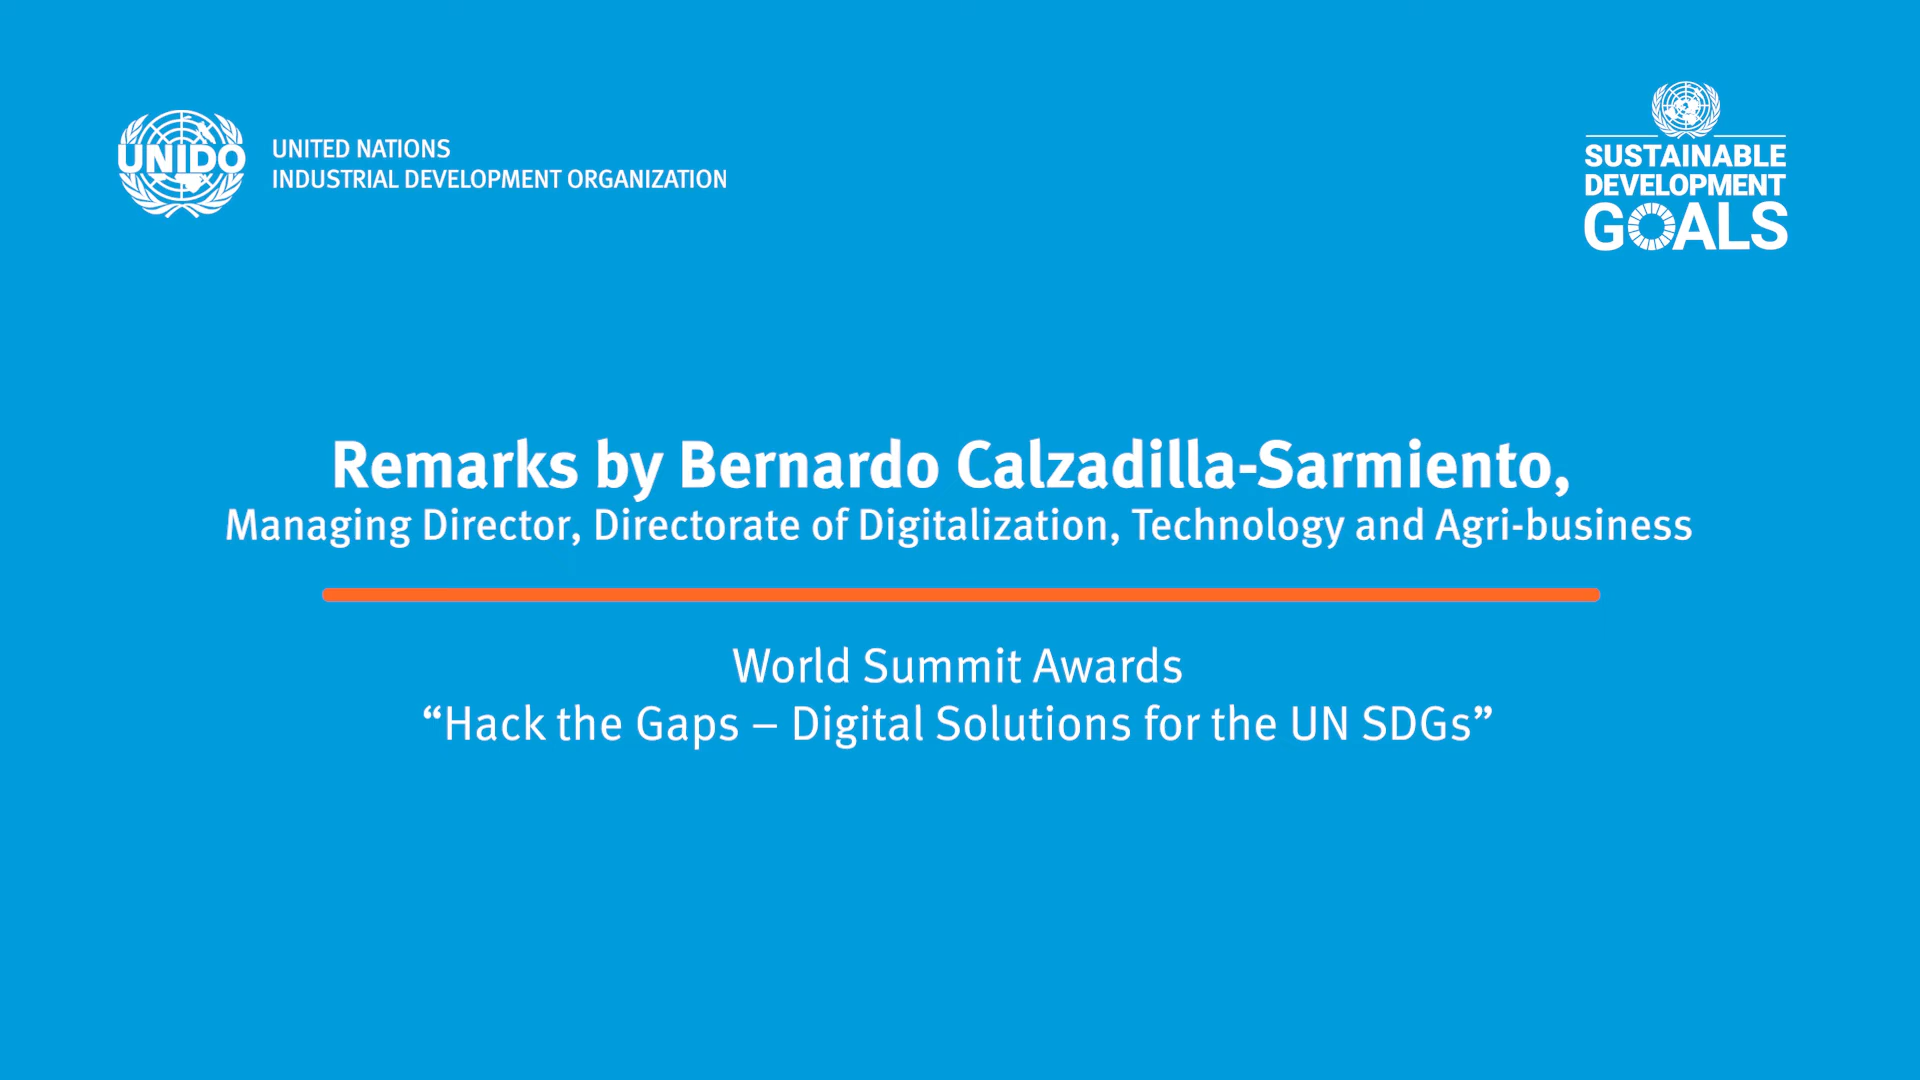 UNIDO
UNITED NATIONS
INDUSTRIAL DEVELOPMENT ORGANIZATION
SUSTAINABLE
DEVELOPMENT
GOALS
Remarks by Bernardo Calzadilla-Sarmiento,
Managing Director, Directorate of Digitalization, Technology and Agri-business
World Summit Awards
“Hack the Gaps – Digital Solutions for the UN SDGs”